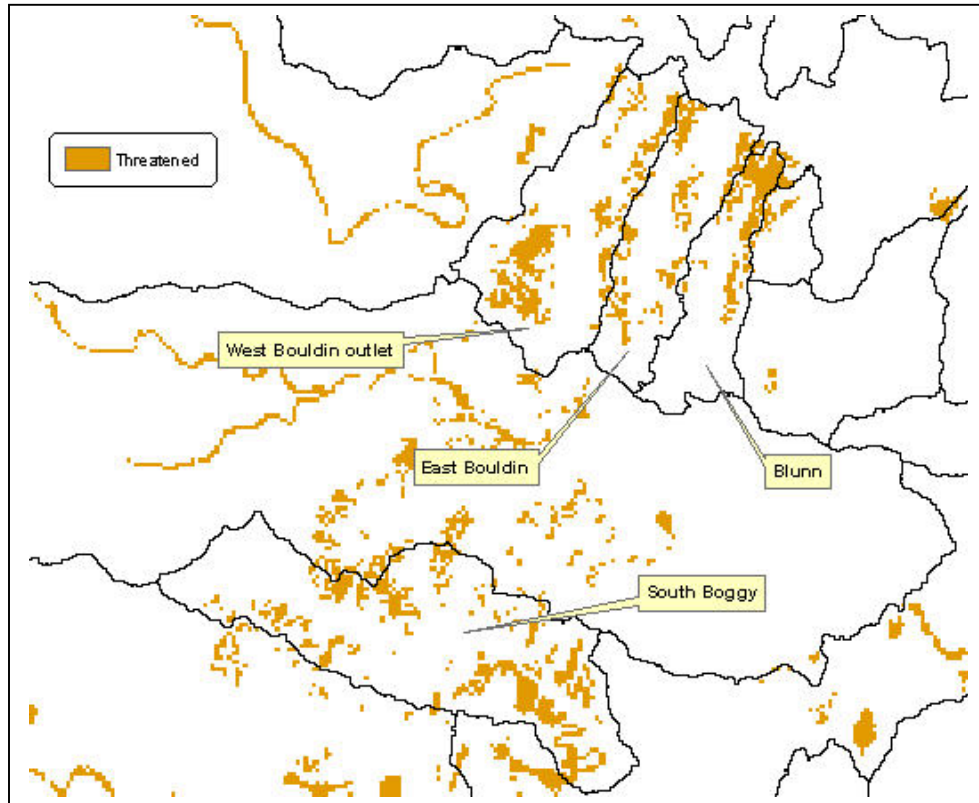 Threatened
West Bouldin outlet
East Bouldin
Blunn
South Boggy